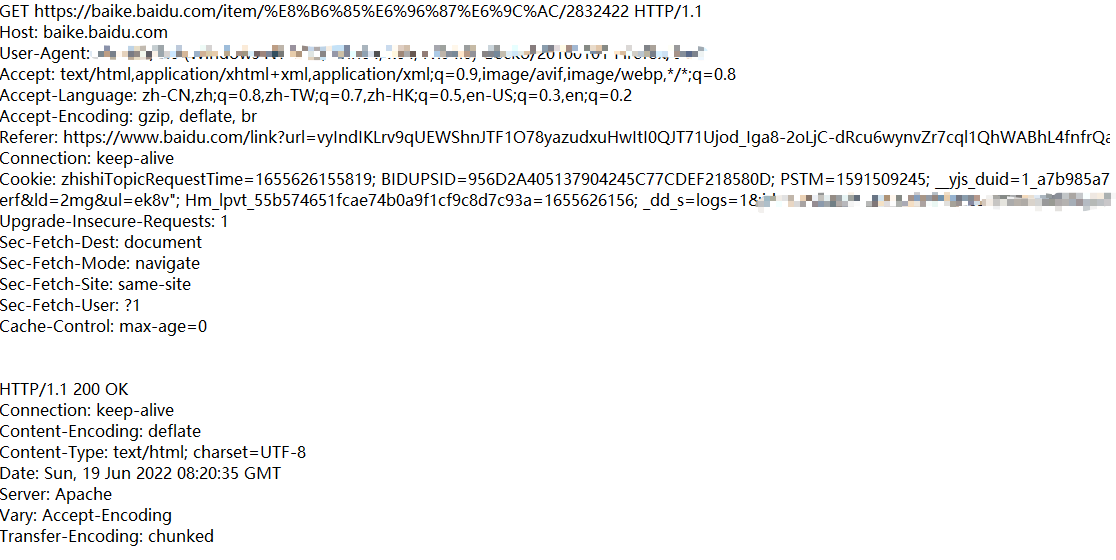 GET https://baike.baidu.com/item/%E8%B6%85%E6%96%87%E6%9C%AC/2832422 HTTP/1.1
Host: baike.baidu.com
User-Agent:
Accept: text/html,application/xhtml+xml,application/xml;q=0.9,image/avif,image/webp,*/*;q=0.8
Accept-Language: zh-CN,zh;q=0.8,zh-TW;q=0.7,zh-HK;q=0.5,en-US;q=0.3,en;q=0.2
Accept-Encoding: gzip, deflate, br
Referer: https://www.baidu.com/link?url=vyIndIKLrv9qUEWShnJTF1O78yazudxuHwItI0QJT71Ujod_Iga8-2oLjC-dRcu6wynvZr7cql1QhWABhL4fnfrQa
Connection: keep-alive
Cookie: zhishiTopicRequestTime=1655626155819; BIDUPSID=956D2A405137904245C77CDEF218580D; PSTM=1591509245; __yjs_duid=1_a7b985a7
erf&ld=2mg&ul=ek8v"; Hm_lpvt_55b574651fcae74b0a9f1cf9c8d7c93a=1655626156; _dd_s=logs=1&
Upgrade-Insecure-Requests: 1
Sec-Fetch-Dest: document
Sec-Fetch-Mode: navigate
Sec-Fetch-Site: same-site
Sec-Fetch-User: ?1
Cache-Control: max-age=0
HTTP/1.1 200 OK
Connection: keep-alive
Content-Encoding: deflate
Content-Type: text/html; charset=UTF-8
Date: Sun, 19 Jun 2022 08:20:35 GMT
Server: Apache
Vary: Accept-Encoding
Transfer-Encoding: chunked